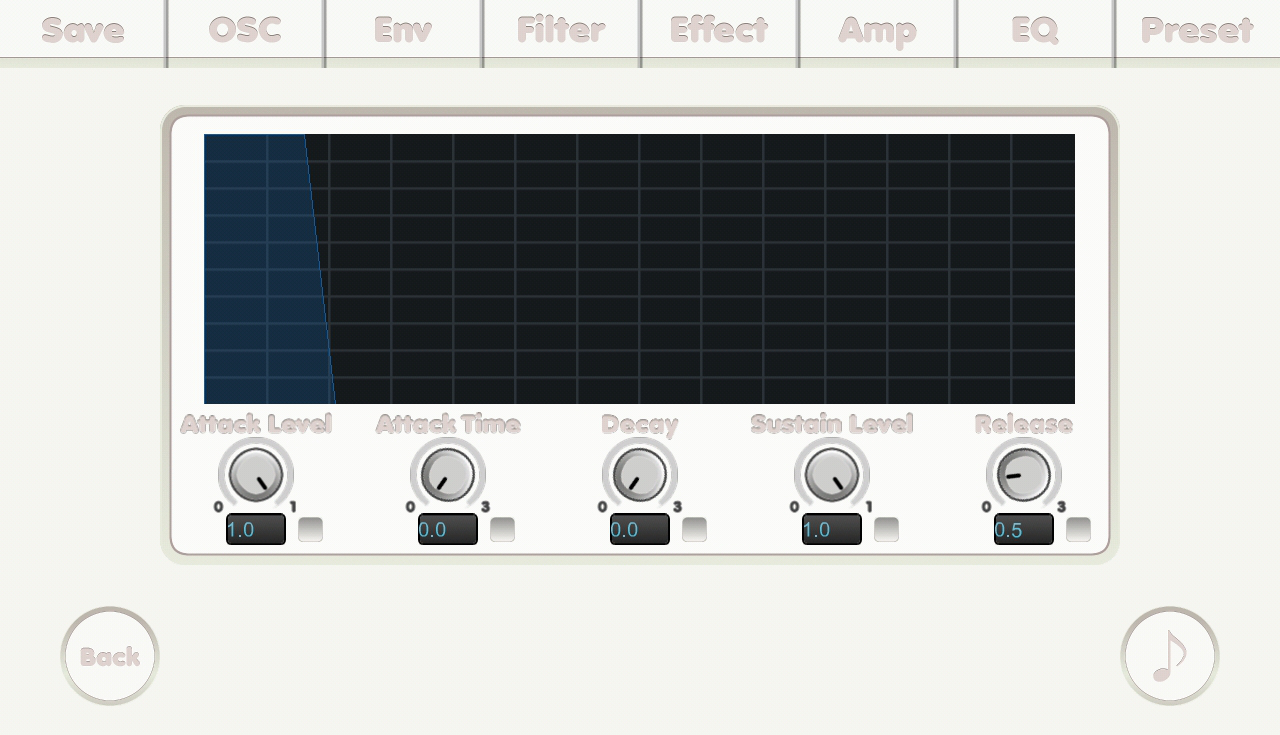 Save OSC Env Filter Effect Amp EQ Preset
Attack Level Attack Time Decay Sustain Level Release
0 1 0 3 0 3 0 1 0 3
1.0 0.0 0.0 1.0 0.5
Back